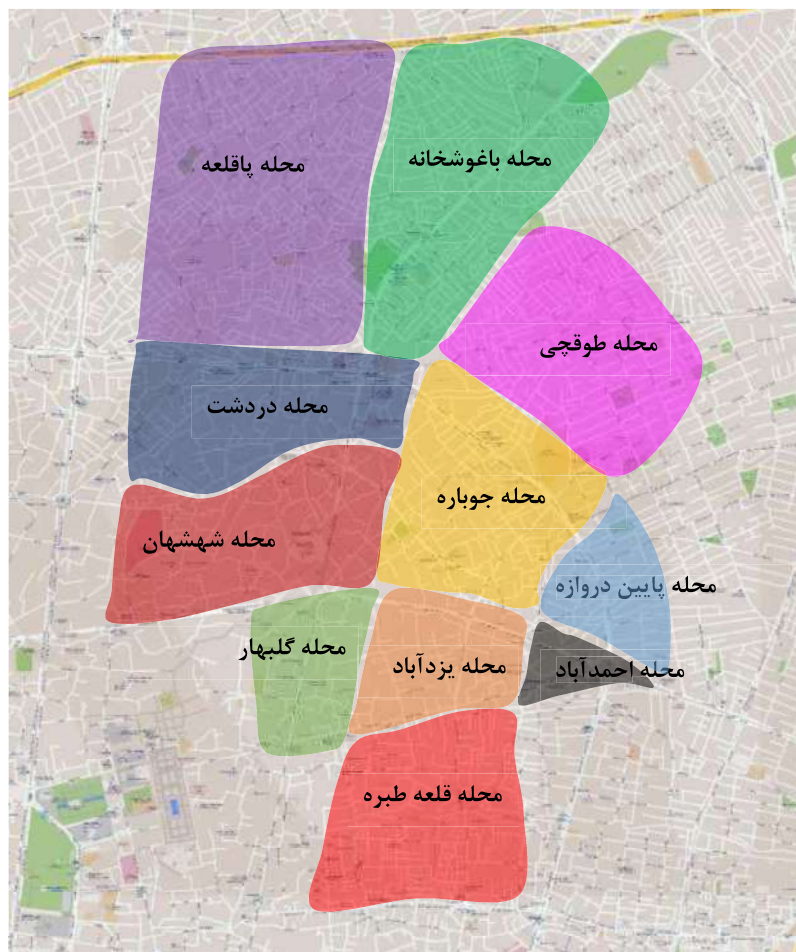 محله باغوشخانه
محله پاقلعه
محله طوقچی
محله دردشت
محله جوباره
محله شهشهان
محله پایین دروازه
محله گلبهار
محله یزدآباد
محله احمدآباد
محله قلعه طبره